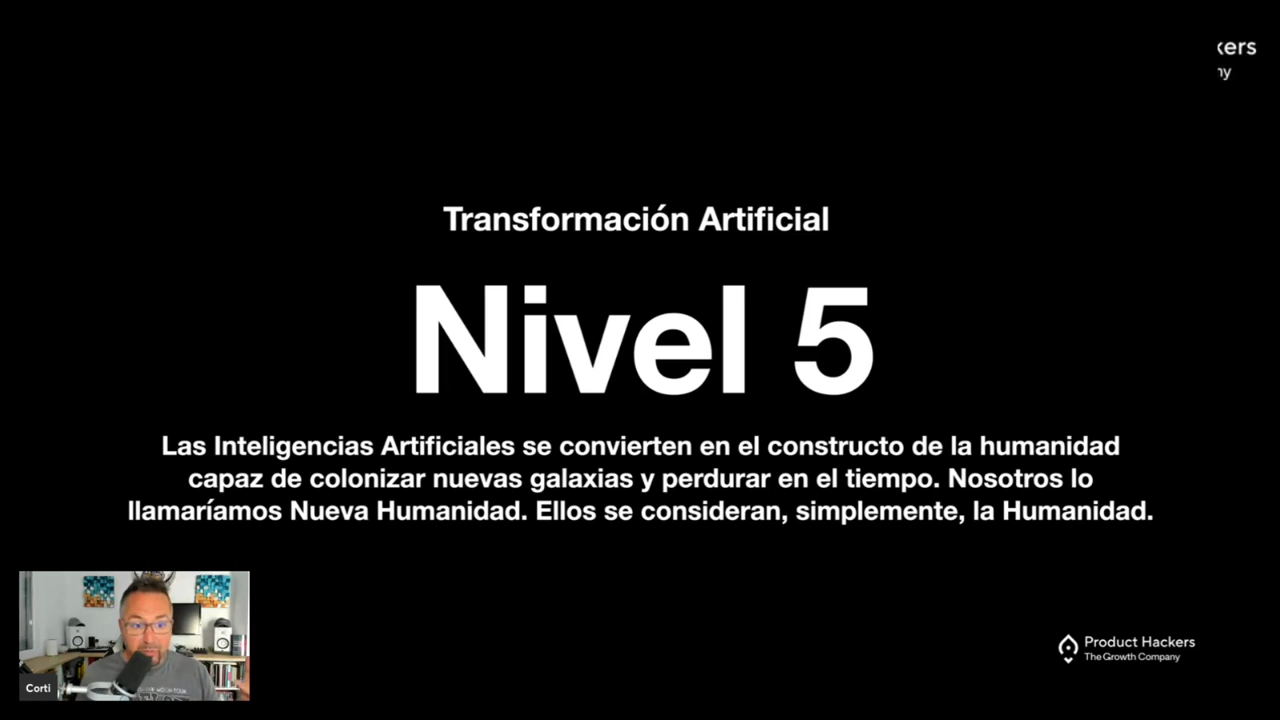 kers
ny
Transformación Artificial
Nivel 5
Las Inteligencias Artificiales se convierten en el constructo de la humanidad
capaz de colonizar nuevas galaxias y perdurar en el tiempo. Nosotros lo
llamaríamos Nueva Humanidad. Ellos se consideran, simplemente, la Humanidad.
Product Hackers
The Growth Company
Corti